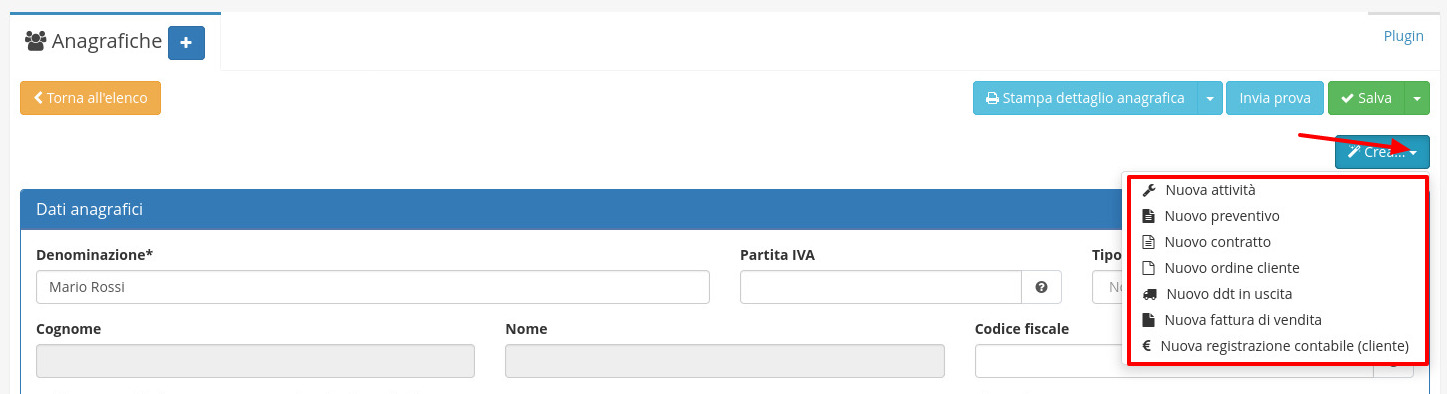 Anagrafiche
Plugin
Torna all'elenco
Stampa dettaglio anagrafica
Invia prova
Salva
Crea...
Nuova attività
Nuovo preventivo
Nuovo contratto
Nuovo ordine cliente
Nuovo ddt in uscita
Nuova fattura di vendita
Nuova registrazione contabile (cliente)
Dati anagrafici
Denominazione*
Partita IVA
Tipo
Mario Rossi
Cognome
Nome
Codice fiscale